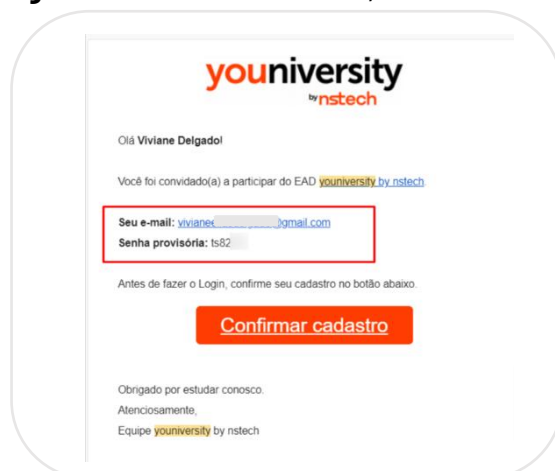 youniversity
by nstech
Olá Viviane Delgado!
Você foi convidado(a) a participar do EAD youniversity by nstech
Seu e-mail: vivianee @gmail.com
Senha provisória: ts82
Antes de fazer o Login, confirme seu cadastro no botão abaixo.
Confirmar cadastro
Obrigado por estudar conosco.
Atenciosamente,
Equipe youniversity by nstech